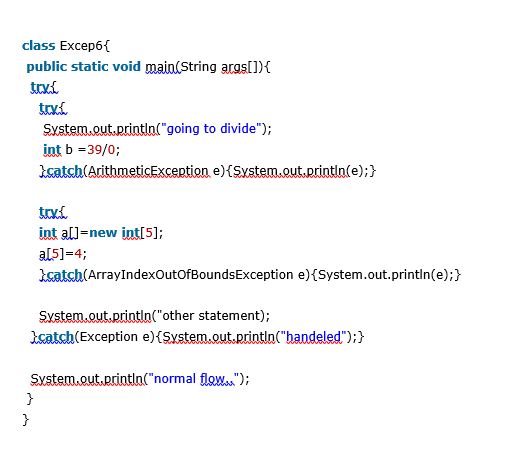 class Excep6{
public static void main(String args[]){
try{
try{
System.out.println("going to divide");
int b =39/0;
}catch(ArithmeticException e){System.out.println(e);}
try{
int a[]=new int[5];
a[5]=4;
}catch(ArrayIndexOutOfBoundsException e){System.out.println(e);}
System.out.println("other statement);
}catch(Exception e){System.out.println("handeled");}
System.out.println("normal flow..");
}
}